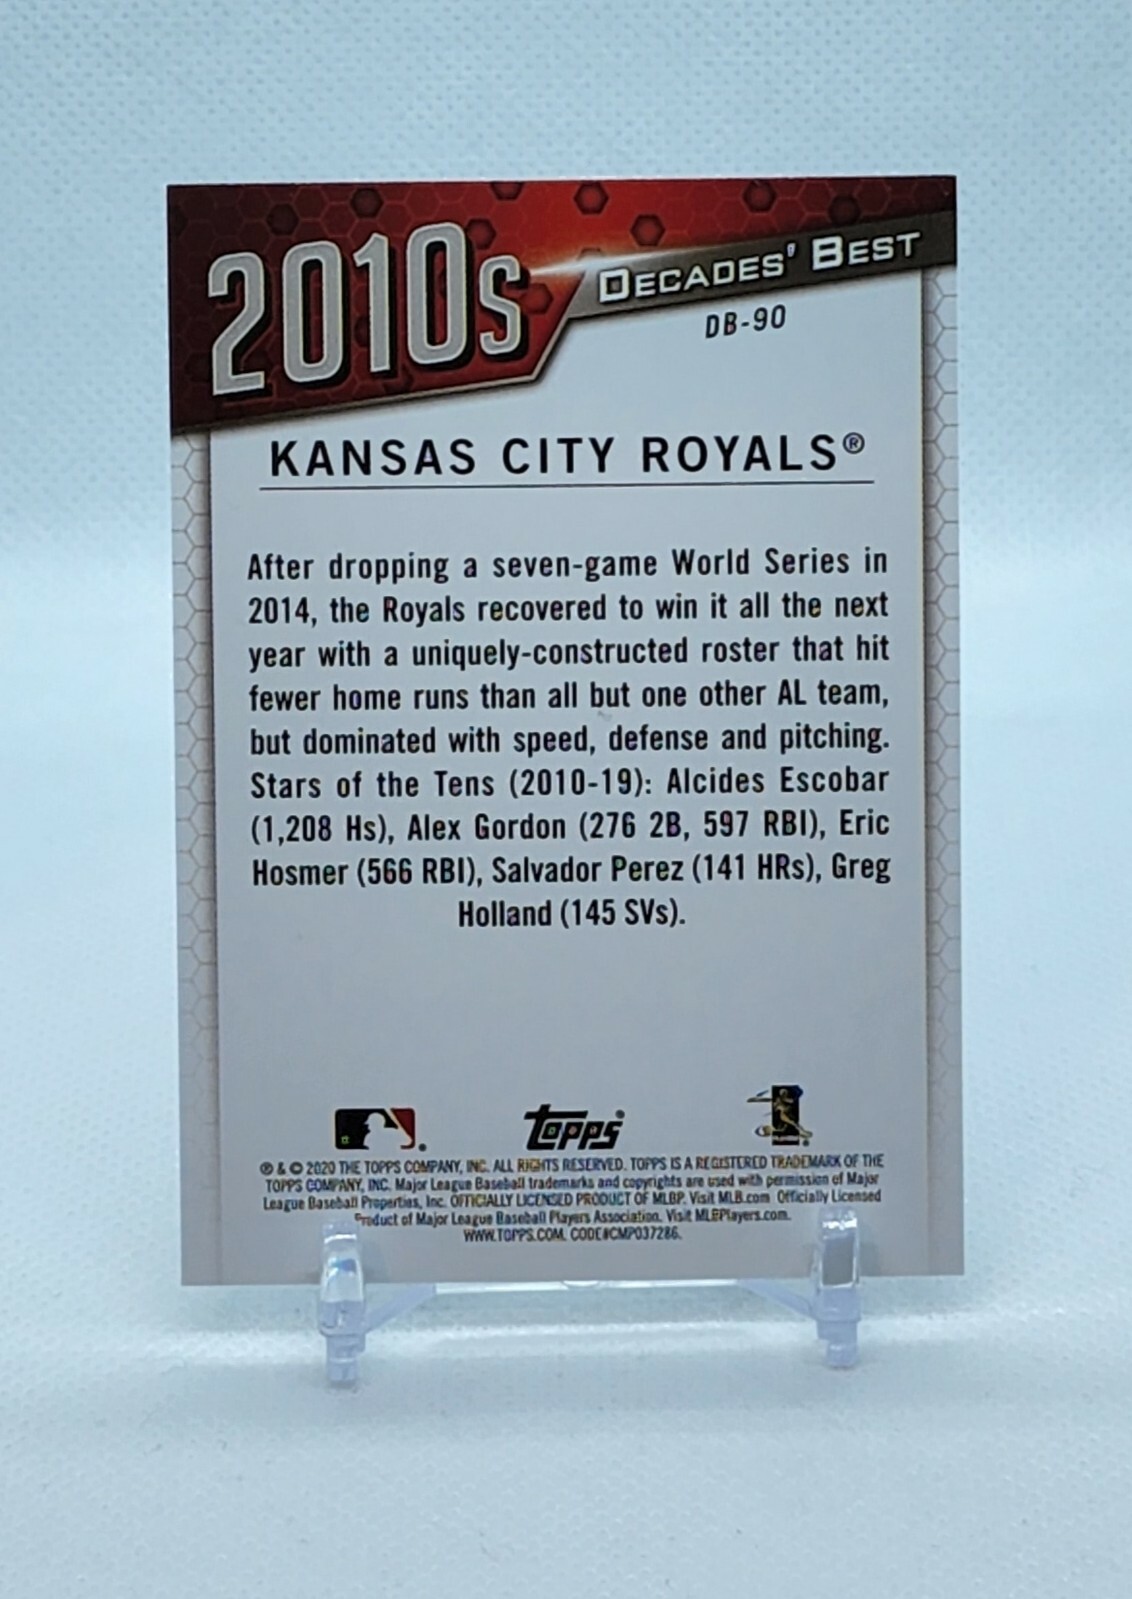 2010s
DECADES' BEST
DB-90
KANSAS CITY ROYALS®
After dropping a seven-game World Series in
2014, the Royals recovered to win it all the next
year with a uniquely-constructed roster that hit
fewer home runs than all but one other AL team,
but dominated with speed, defense and pitching.
Stars of the Tens (2010-19): Alcides Escobar
(1,208 Hs), Alex Gordon (276 2B, 597 RBI), Eric
Hosmer (566 RBI), Salvador Perez (141 HRs), Greg
Holland (145 SVs).
topps®
® & © 2020 THE TOPPS COMPANY, INC. ALL RIGHTS RESERVED. TOPPS IS A REGISTERED TRADEMARK OF THE
TOPPS COMPANY, INC. Major League Baseball trademarks and copyrights are used with permission of Major
League Baseball Properties, Inc. OFFICIALLY LICENSED PRODUCT OF MLBP. Visit MLB.com Officially Licensed
Product of Major League Baseball Players Association. Visit MLBPlayers.com.
WWW.TOPPS.COM. CODE#CMP037286.